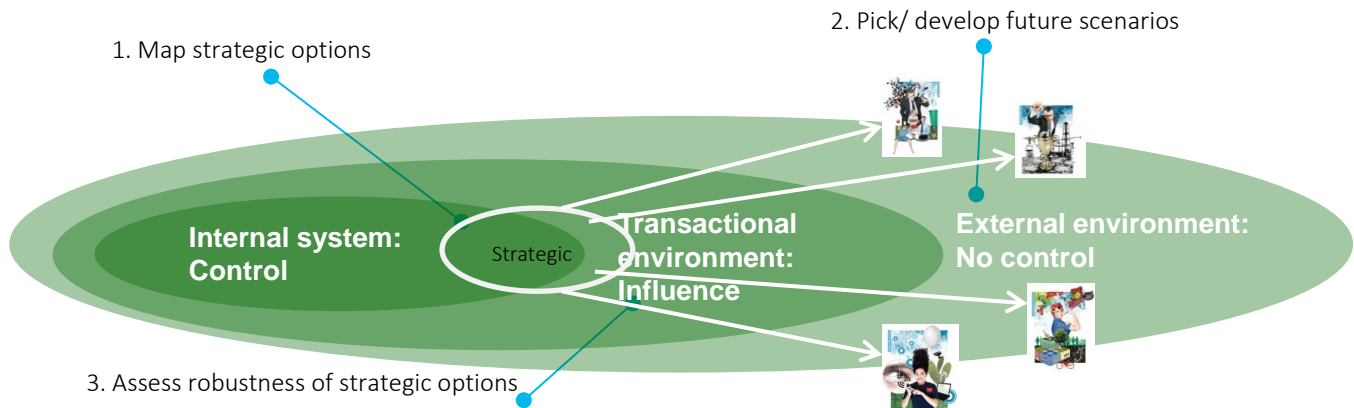 2. Pick/ develop future scenarios
1. Map strategic options
Internal system:
Control
Strategic
Transactional
environment:
Influence
External environment:
No control
3. Assess robustness of strategic options